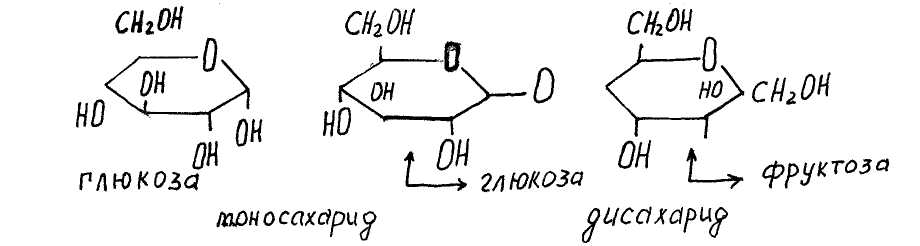 CH₂OH
O
OH
HO
OH
OH
глюкоза
CH₂OH
O
OH
HO
O
OH
глюкоза
моносахарид
CH₂OH
O
HO
CH₂OH
OH
фруктоза
дисахарид